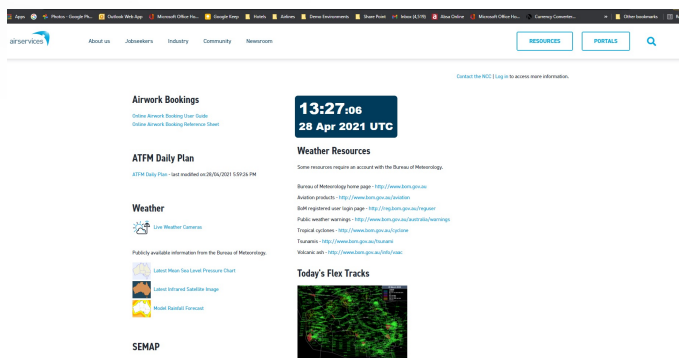 Apps
Photos - Google Ph...
Outlook Web App
Microsoft Office Ho...
Google Keep
Hotels
Airlines
Demo Environments
Share Point
Inbox (4,519)
Alsa Online
Microsoft Office Ho...
Currency Converter...
Other bookmarks
airservices
About us
Jobseekers
Industry
Community
Newsroom
RESOURCES
PORTALS
Contact the NCC | Log in to access more information.
Airwork Bookings
Online Airwork Booking User Guide
Online Airwork Booking Reference Sheet
ATFM Daily Plan
ATFM Daily Plan - last modified on 28/04/2021 5:59:26 PM
Weather
Live Weather Cameras
Publicly available information from the Bureau of Meteorology.
Latest Mean Sea Level Pressure Chart
Latest Infrared Satellite Image
Model Rainfall Forecast
SEMAP
13:27:06
28 Apr 2021 UTC
Weather Resources
Some resources require an account with the Bureau of Meteorology.
Bureau of Meteorology home page - http://www.bom.gov.au
Aviation products - http://www.bom.gov.au/aviation
BoM registered user login page - http://reg.bom.gov.au/reguser
Public weather warnings - http://www.bom.gov.au/australia/warnings
Tropical cyclones - http://www.bom.gov.au/cyclone
Tsunamis - http://www.bom.gov.au/tsunami
Volcanic ash - http://www.bom.gov.au/info/vaac
Today's Flex Tracks